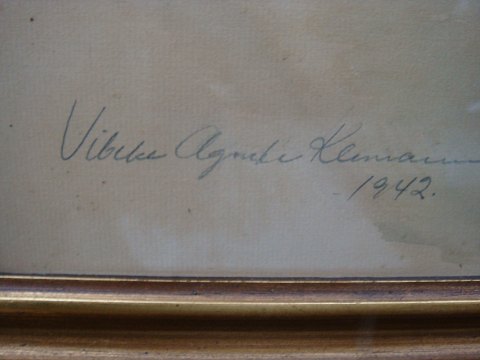 Vibeke Agnete Klemann
1942.